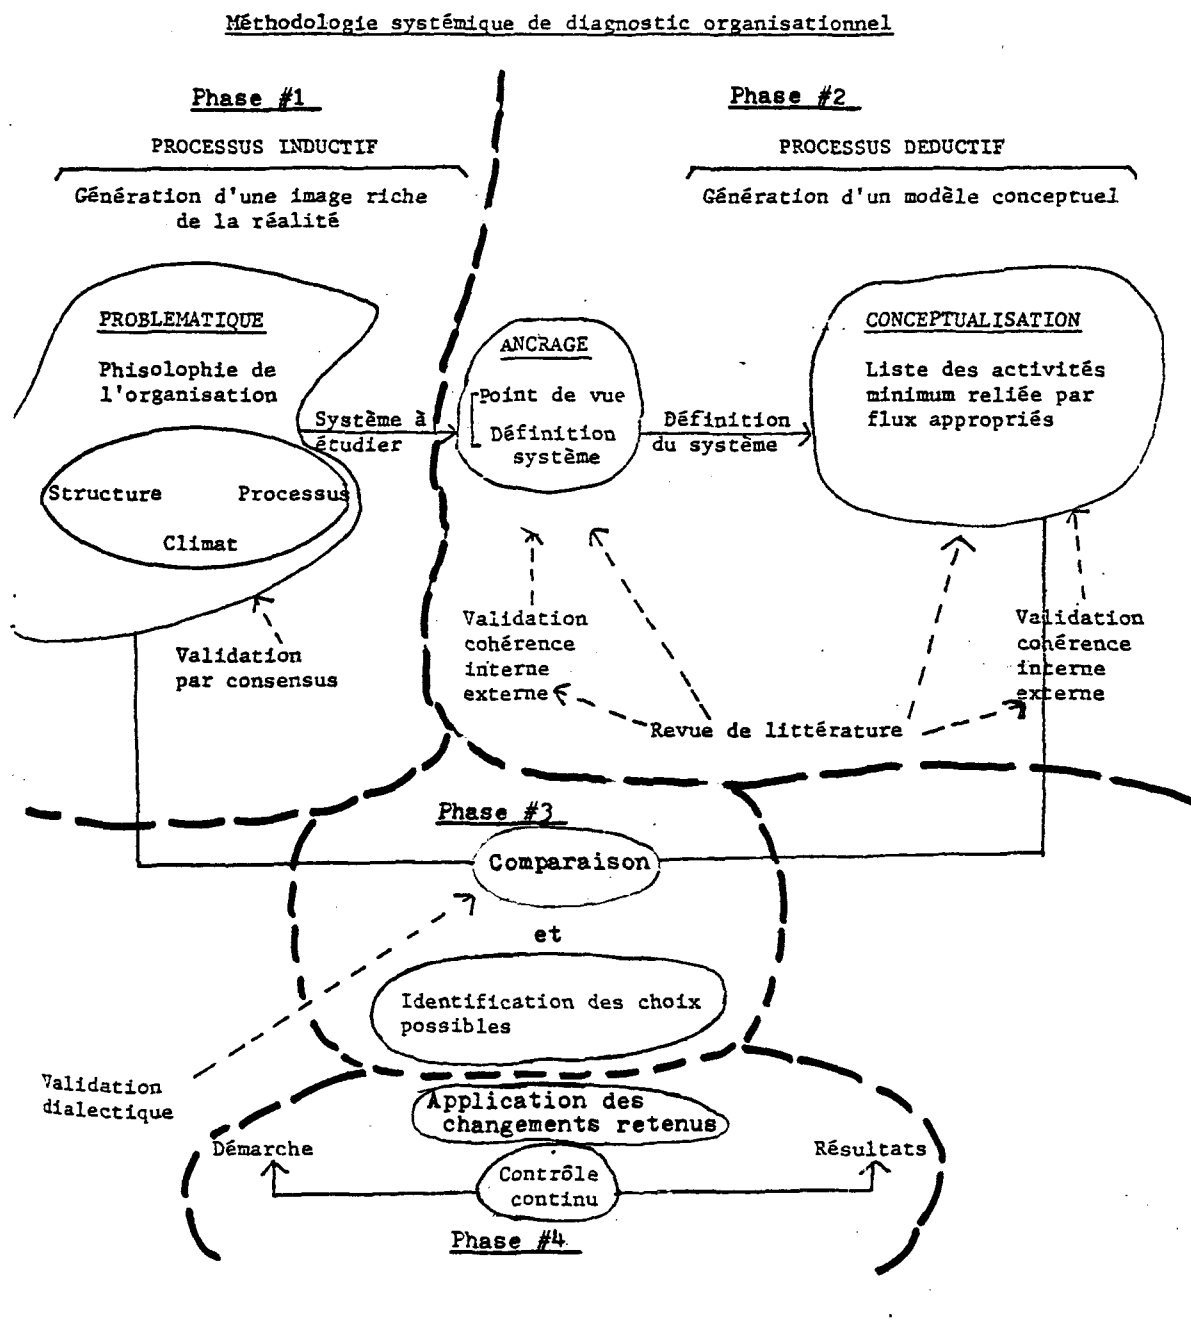 Méthodologie systémique de diagnostic organisationnel
Phase #1
PROCESSUS INDUCTIF
Génération d'une image riche
de la réalité
Phase #2
PROCESSUS DEDUCTIF
Génération d'un modèle conceptuel
PROBLEMATIQUE
Phisolophie de
l'organisation
Structure
Processus
Climat
Système à
étudier
ANCRAGE
Point de vue
Définition
système
Définition
du système
CONCEPTUALISATION
Liste des activités
minimum reliée par
flux appropriés
Validation
par consensus
Validation
cohérence
interne
externe
Revue de littérature
Validation
cohérence
interne
externe
Phase #3
Comparaison
et
Identification des choix
possibles
Validation
dialectique
Application des
changements retenus
Démarche
Résultats
Contrôle
continu
Phase #4